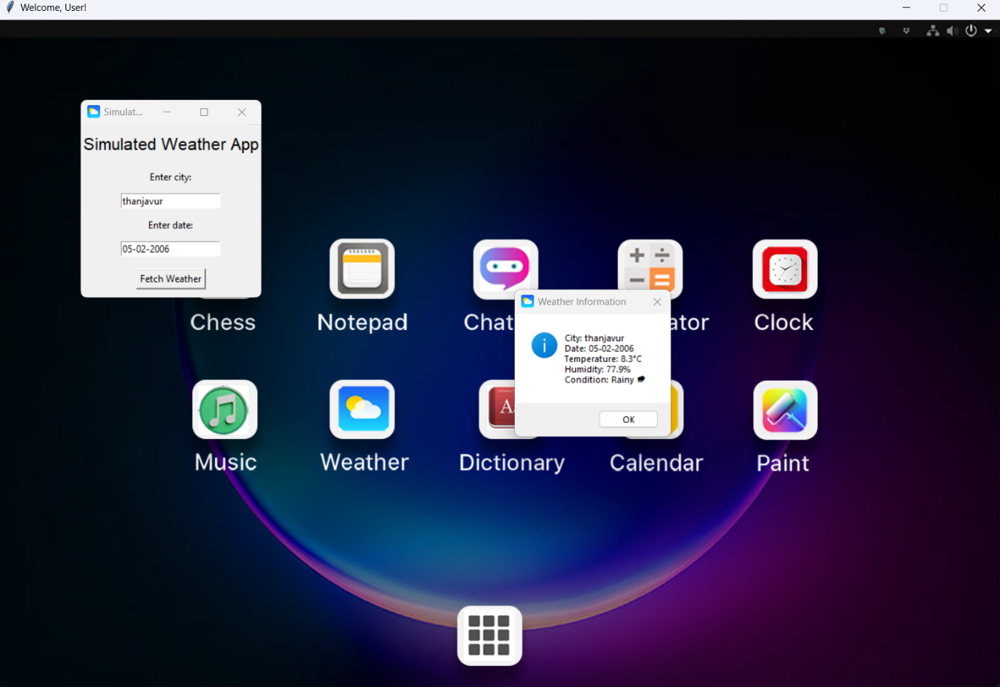 Welcome, User!
Simulat...
Simulated Weather App
Enter city:
thanjavur
Enter date:
05-02-2006
Fetch Weather
Chess
Notepad
Chat
ator
Clock
Weather Information
City: thanjavur
Date: 05-02-2006
Temperature: 8.3°C
Humidity: 77.9%
Condition: Rainy
OK
Music
Weather
Dictionary
Calendar
Paint